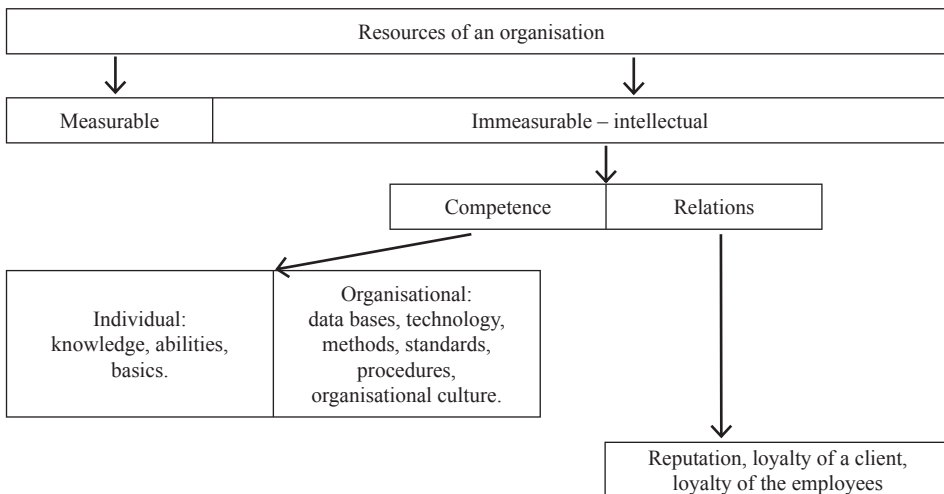 Resources of an organisation
Measurable
Immeasurable – intellectual
Competence
Relations
Individual:
knowledge, abilities,
basics.
Organisational:
data bases, technology,
methods, standards,
procedures,
organisational culture.
Reputation, loyalty of a client,
loyalty of the employees